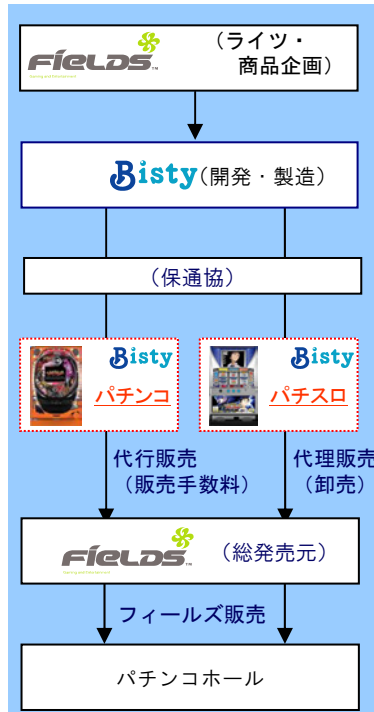 FIELDS™ (ライツ・
商品企画)
Bisty(開発・製造)
(保通協)
Bisty
パチンコ
Bisty
パチスロ
代行販売
(販売手数料)
代理販売
(卸売)
FIELDS™ (総発売元)
フィールズ販売
パチンコホール